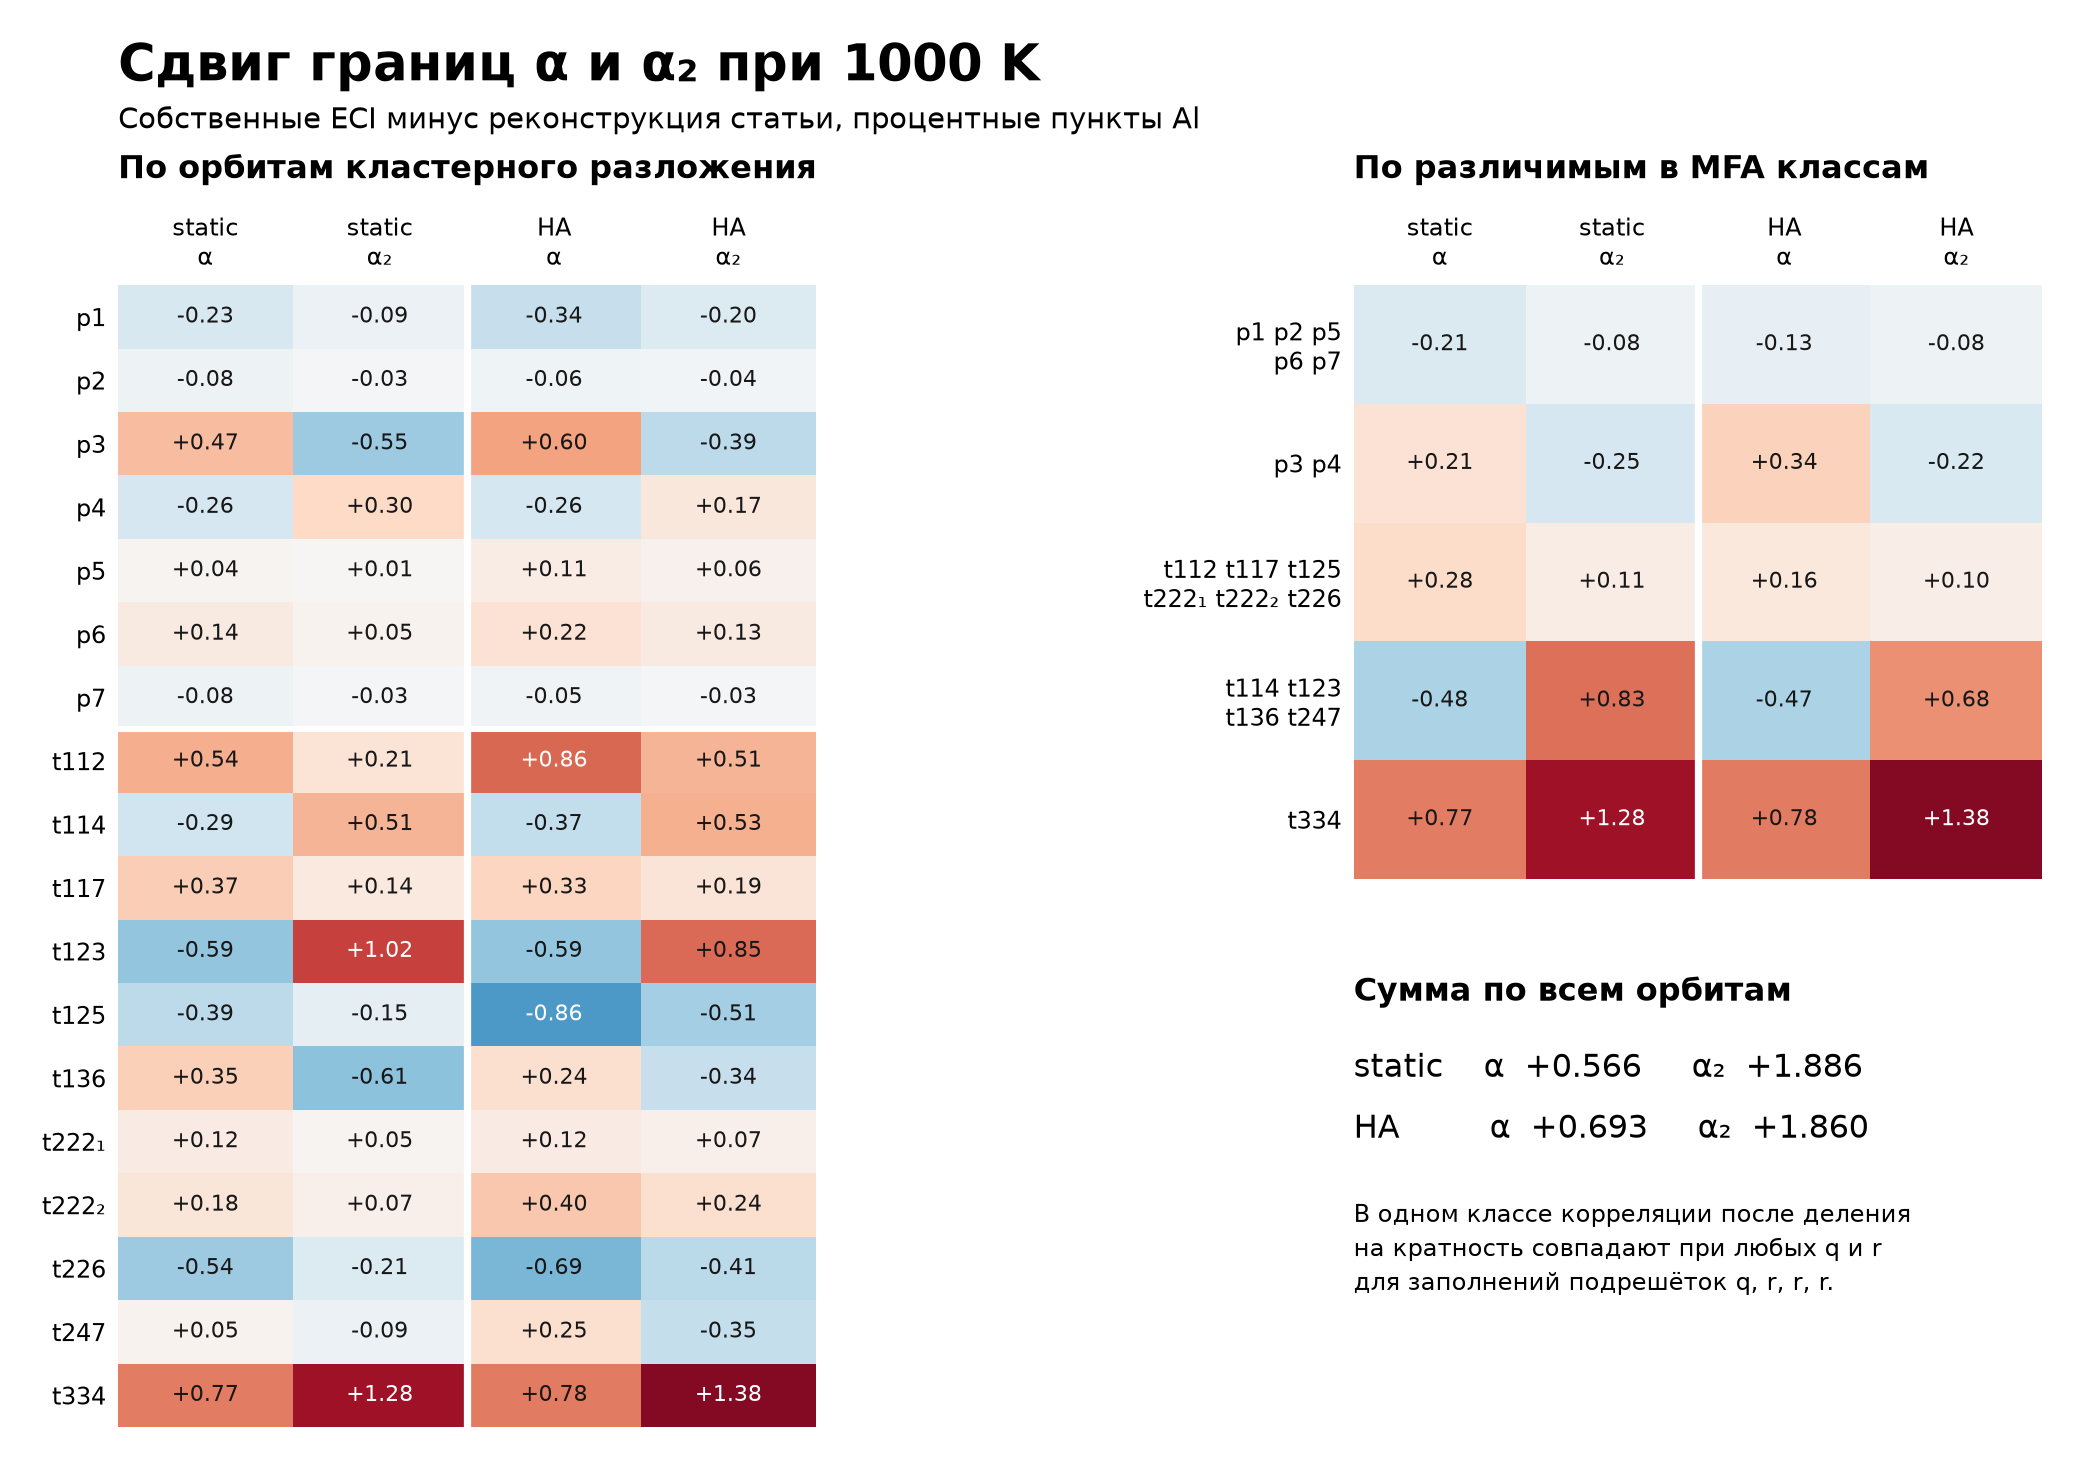 Сдвиг границ α и α₂ при 1000 K
Собственные ECI минус реконструкция статьи, процентные пункты Al
По орбитам кластерного разложения
static static HA HA
α α₂ α α₂
p1 -0.23 -0.09 -0.34 -0.20
p2 -0.08 -0.03 -0.06 -0.04
p3 +0.47 -0.55 +0.60 -0.39
p4 -0.26 +0.30 -0.26 +0.17
p5 +0.04 +0.01 +0.11 +0.06
p6 +0.14 +0.05 +0.22 +0.13
p7 -0.08 -0.03 -0.05 -0.03
t112 +0.54 +0.21 +0.86 +0.51
t114 -0.29 +0.51 -0.37 +0.53
t117 +0.37 +0.14 +0.33 +0.19
t123 -0.59 +1.02 -0.59 +0.85
t125 -0.39 -0.15 -0.86 -0.51
t136 +0.35 -0.61 +0.24 -0.34
t222₁ +0.12 +0.05 +0.12 +0.07
t222₂ +0.18 +0.07 +0.40 +0.24
t226 -0.54 -0.21 -0.69 -0.41
t247 +0.05 -0.09 +0.25 -0.35
t334 +0.77 +1.28 +0.78 +1.38
По различимым в MFA классам
static static HA HA
α α₂ α α₂
p1 p2 p5
p6 p7
-0.21 -0.08 -0.13 -0.08
p3 p4 +0.21 -0.25 +0.34 -0.22
t112 t117 t125
t222₁ t222₂ t226
+0.28 +0.11 +0.16 +0.10
t114 t123
t136 t247
-0.48 +0.83 -0.47 +0.68
t334 +0.77 +1.28 +0.78 +1.38
Сумма по всем орбитам
static α +0.566 α₂ +1.886
HA α +0.693 α₂ +1.860
В одном классе корреляции после деления
на кратность совпадают при любых q и r
для заполнений подрешёток q, r, r, r.